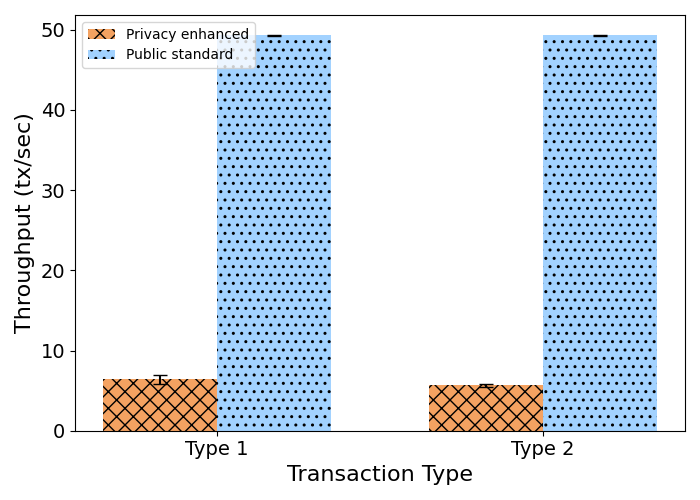 Privacy enhanced
Public standard
50
40
30
20
10
0
Throughput (tx/sec)
Type 1
Type 2
Transaction Type